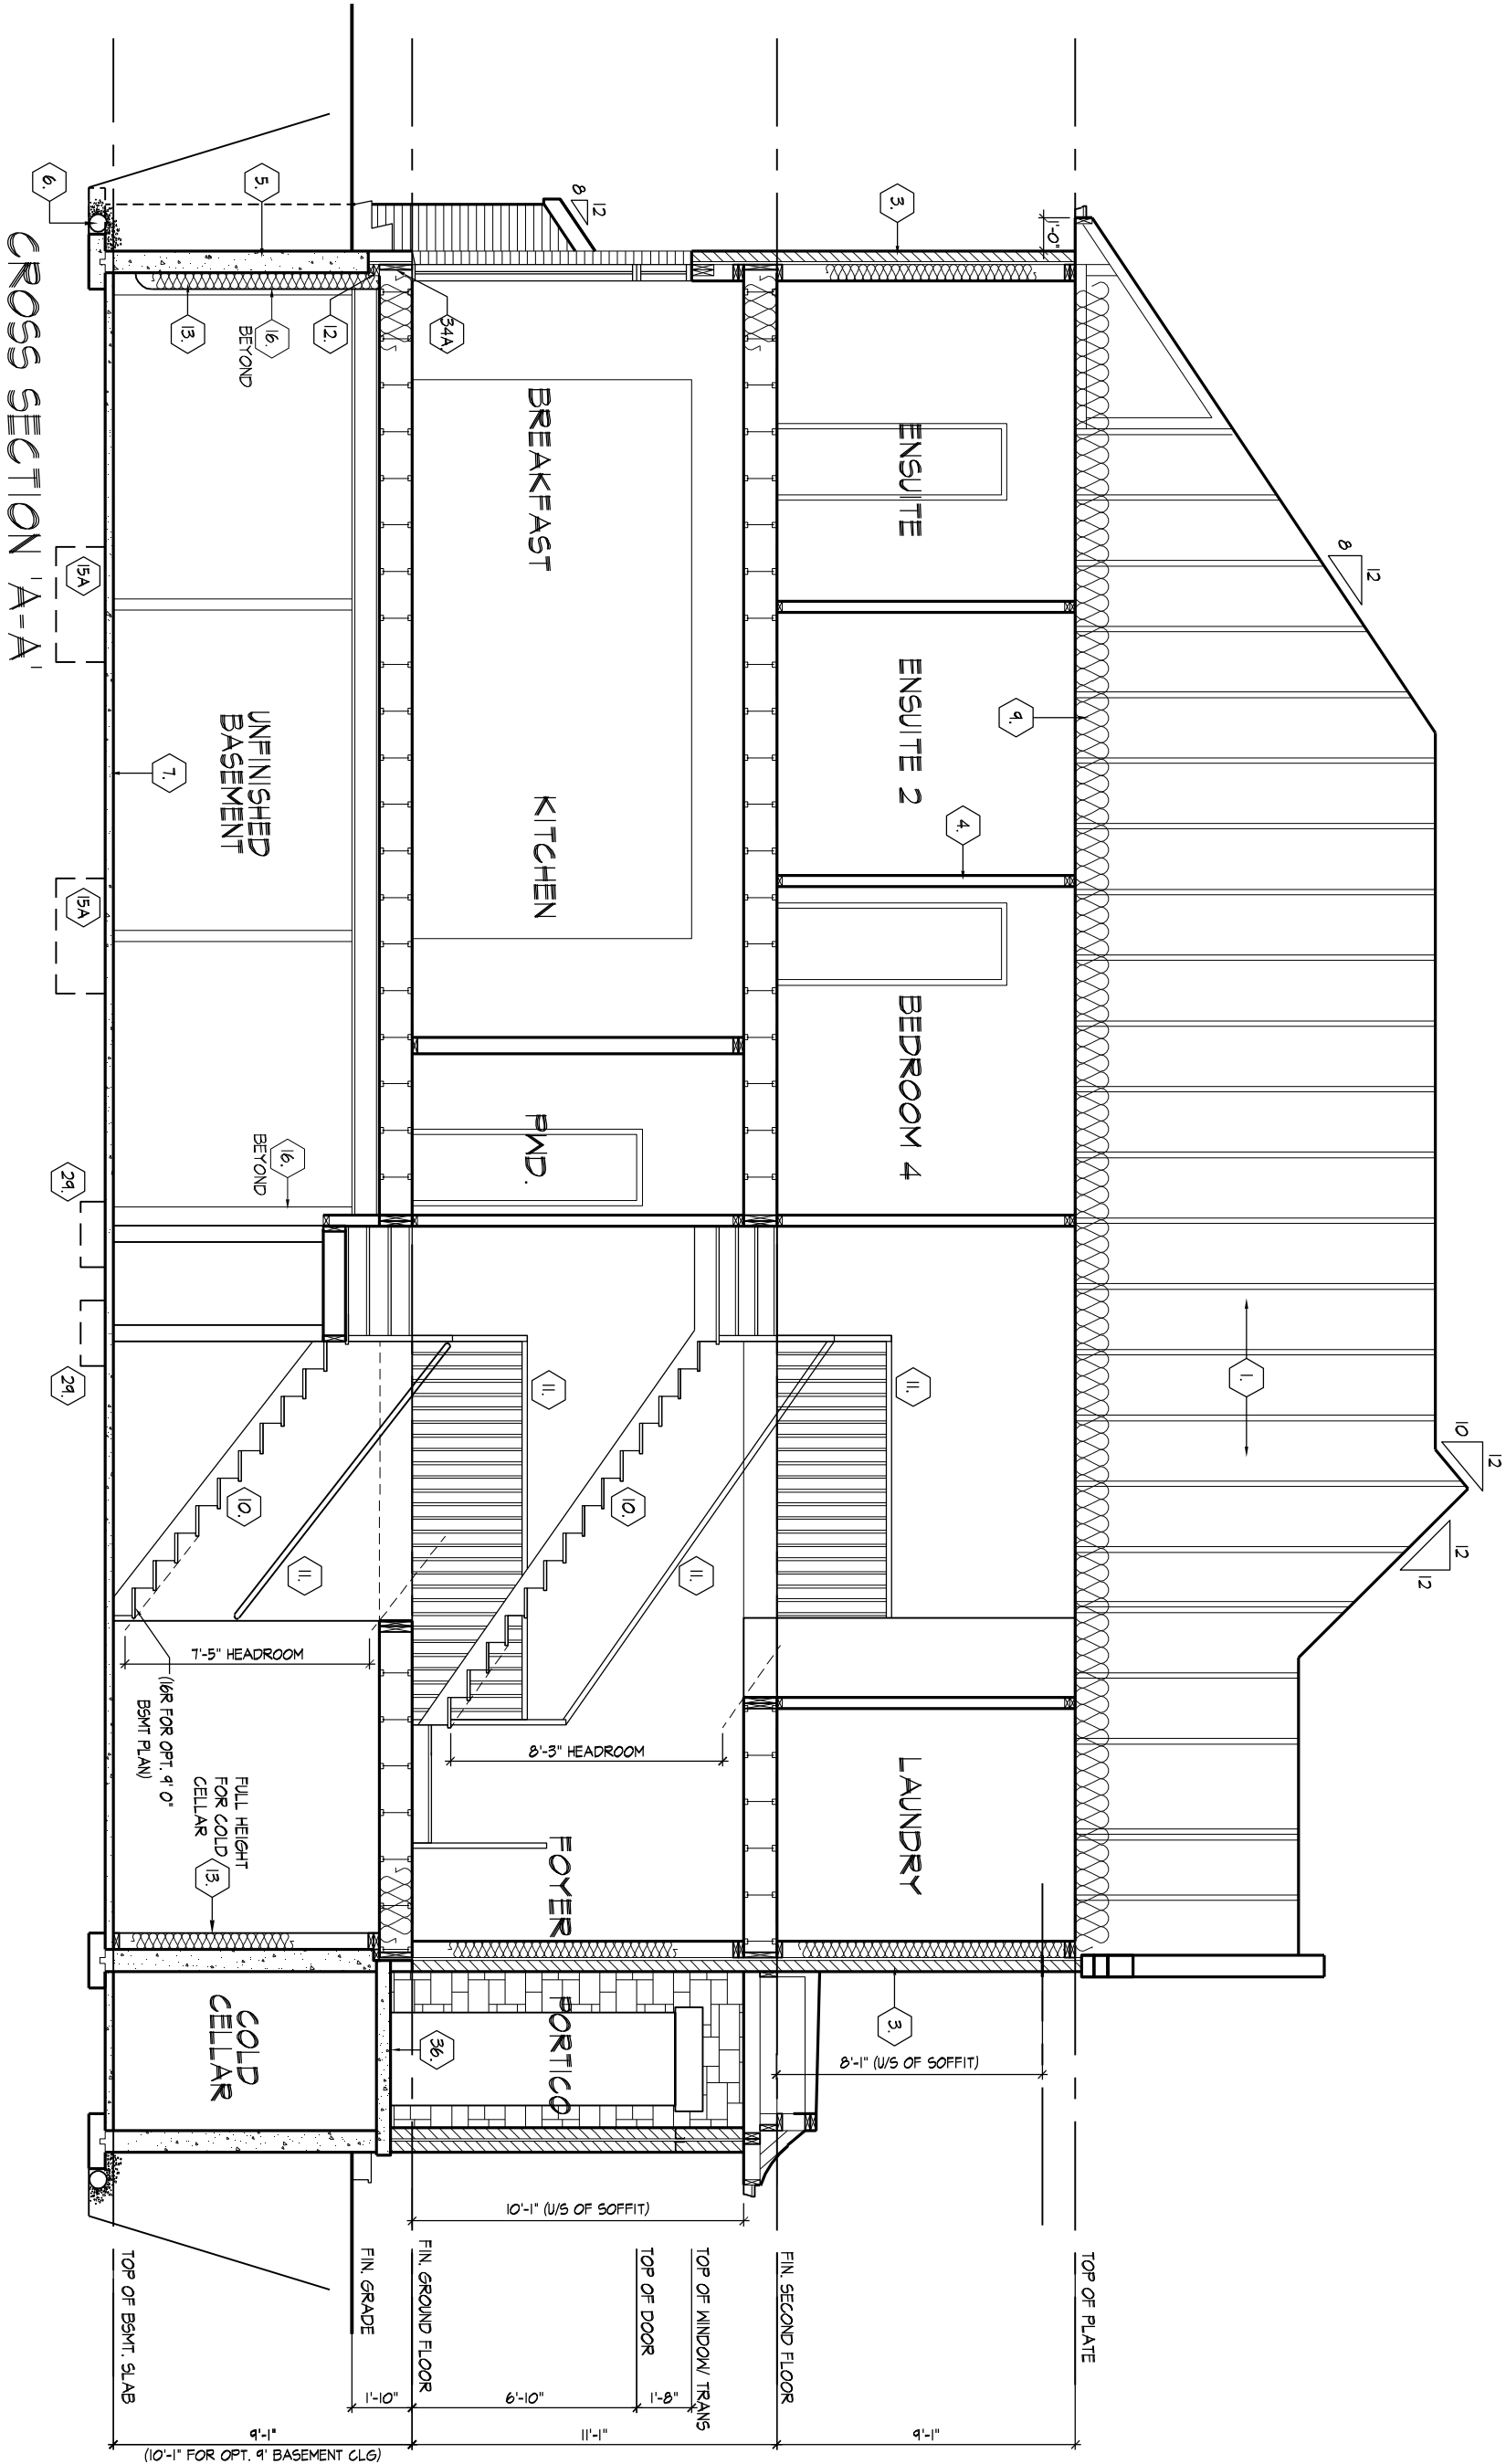 12
10
12
12
8
12
1.
1'-0"
9.
TOP OF PLATE
3.
ENSUITE
ENSUITE 2
4.
BEDROOM 4
11.
LAUNDRY
3.
8'-1" (U/S OF SOFFIT)
9'-1"
FIN. SECOND FLOOR
8
12
BREAKFAST
KITCHEN
PWD.
11.
10.
11.
8'-3" HEADROOM
FOYER
PORTICO
10'-1" (U/S OF SOFFIT)
TOP OF WINDOW/ TRANS
TOP OF DOOR
1'-8"
6'-10"
11'-1"
34A.
36.
FIN. GROUND FLOOR
1'-10"
FIN. GRADE
5.
12.
16.
BEYOND
13.
UNFINISHED
BASEMENT
7.
16.
BEYOND
10.
11.
7'-5" HEADROOM
(16R FOR OPT. 9' 0"
BSMT PLAN)
FULL HEIGHT
FOR COLD
CELLAR
13.
COLD
CELLAR
9'-1"
(10'-1" FOR OPT. 9' BASEMENT CLG)
TOP OF BSMT. SLAB
6.
15A
15A
29.
29.
CROSS SECTION 'A-A'